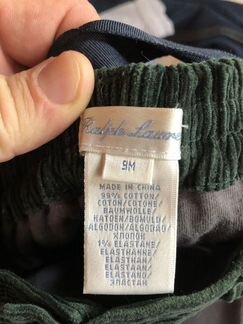 Ralph Lauren
9M
MADE IN CHINA
99% COTTON/
COTON/COTONE/
BAUMWOLLE/
KATOEN/BOMULD/
ALGODON/ALGODÃO/
ХЛОПОК
1% ELASTANE/
ELASTHANNE/
ELASTHAN/
ELASTAAN/
ELASTANO/
ЭЛАСТАН